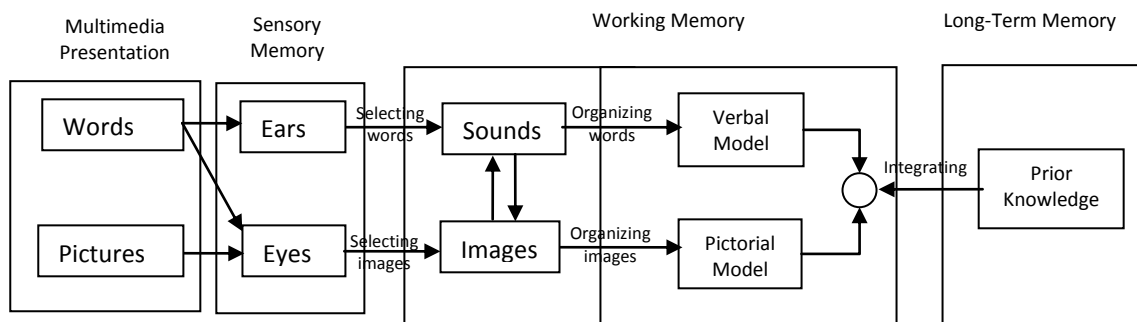 Multimedia
Presentation
Sensory
Memory
Working Memory
Long-Term Memory
Words
Pictures
Ears
Eyes
Selecting
words
Selecting
images
Sounds
Images
Organizing
words
Organizing
images
Verbal
Model
Pictorial
Model
Integrating
Prior
Knowledge